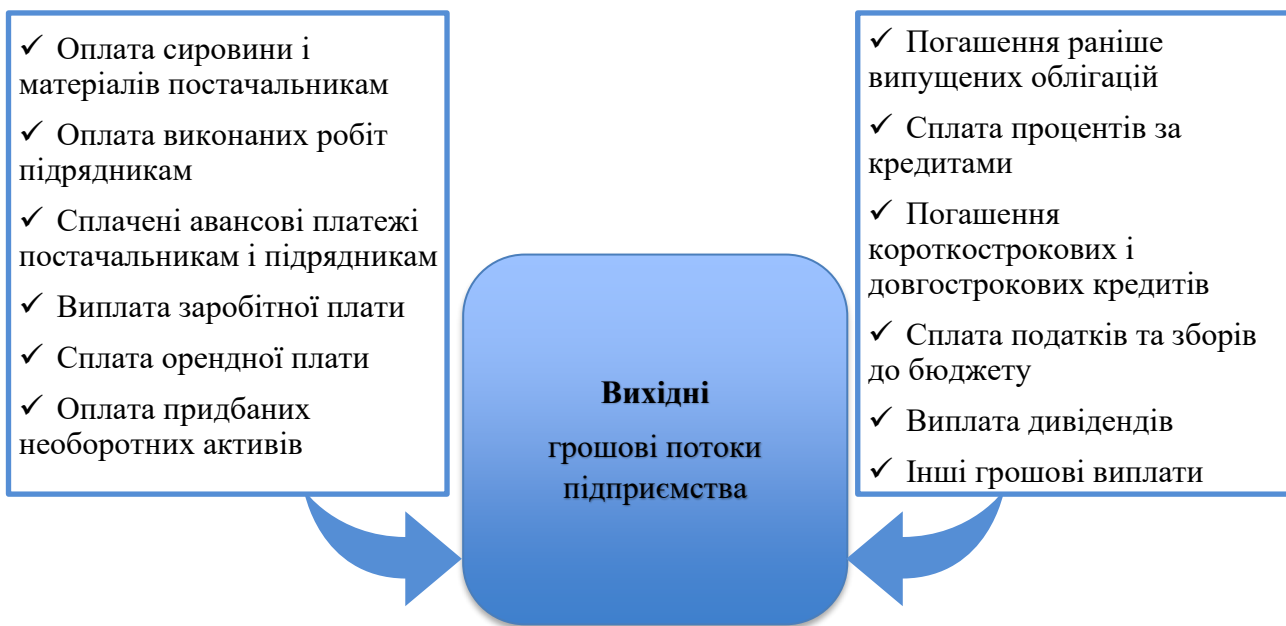 ✓ Оплата сировини і
матеріалів постачальникам
✓ Оплата виконаних робіт
підрядникам
✓ Сплачені авансові платежі
постачальникам і підрядникам
✓ Виплата заробітної плати
✓ Сплата орендної плати
✓ Оплата придбаних
необоротних активів
Вихідні
грошові потоки
підприємства
✓ Погашення раніше
випущених облігацій
✓ Сплата процентів за
кредитами
✓ Погашення
короткострокових і
довгострокових кредитів
✓ Сплата податків та зборів
до бюджету
✓ Виплата дивідендів
✓ Інші грошові виплати